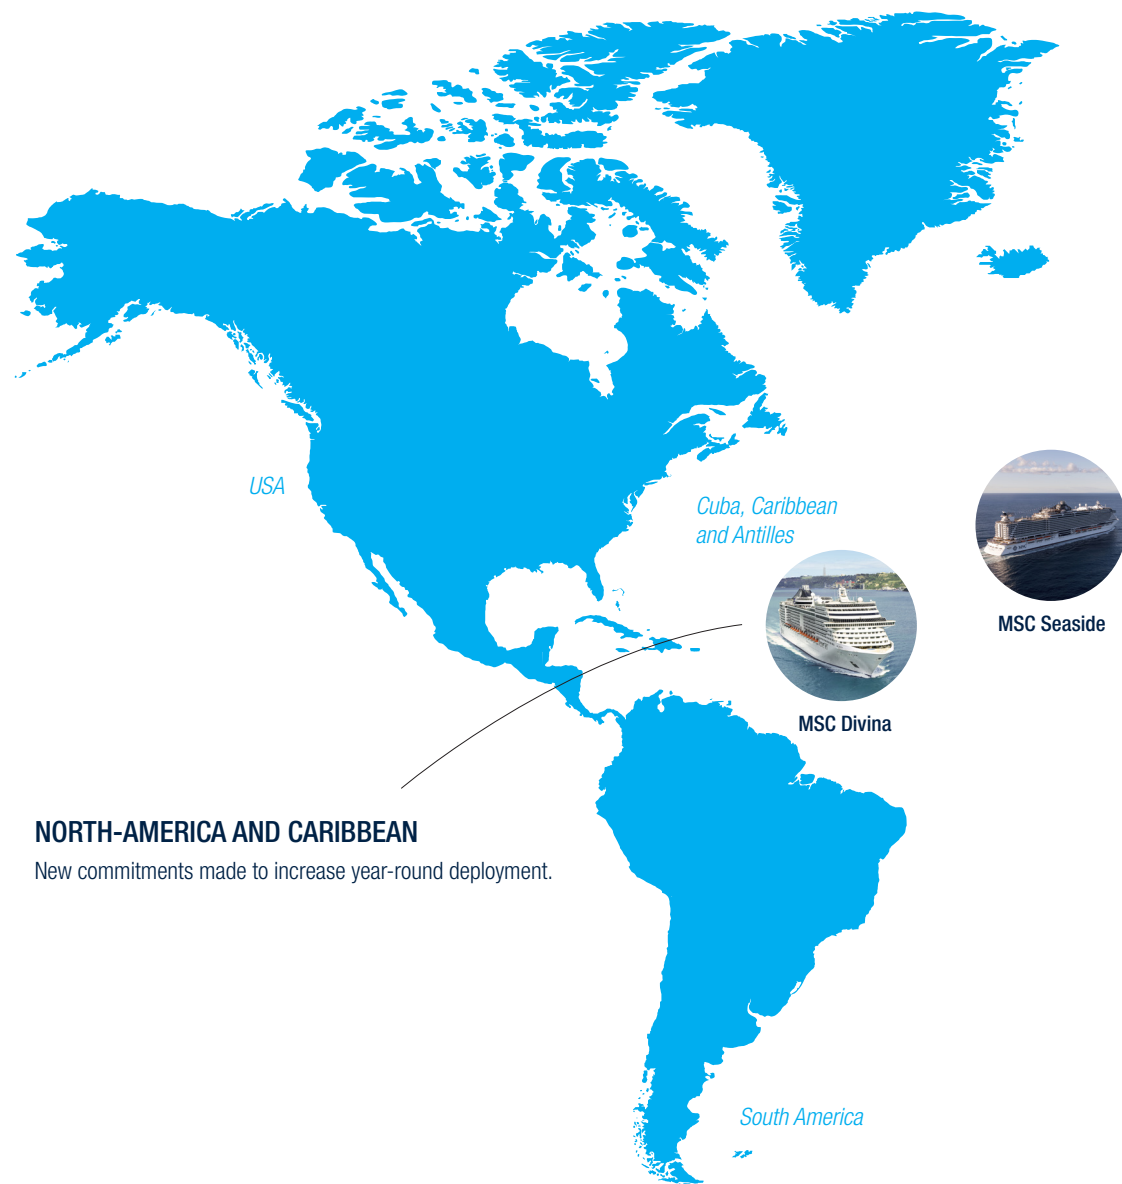 USA
Cuba, Caribbean
and Antilles
MSC Seaside
MSC Divina
NORTH-AMERICA AND CARIBBEAN
New commitments made to increase year-round deployment.
South America